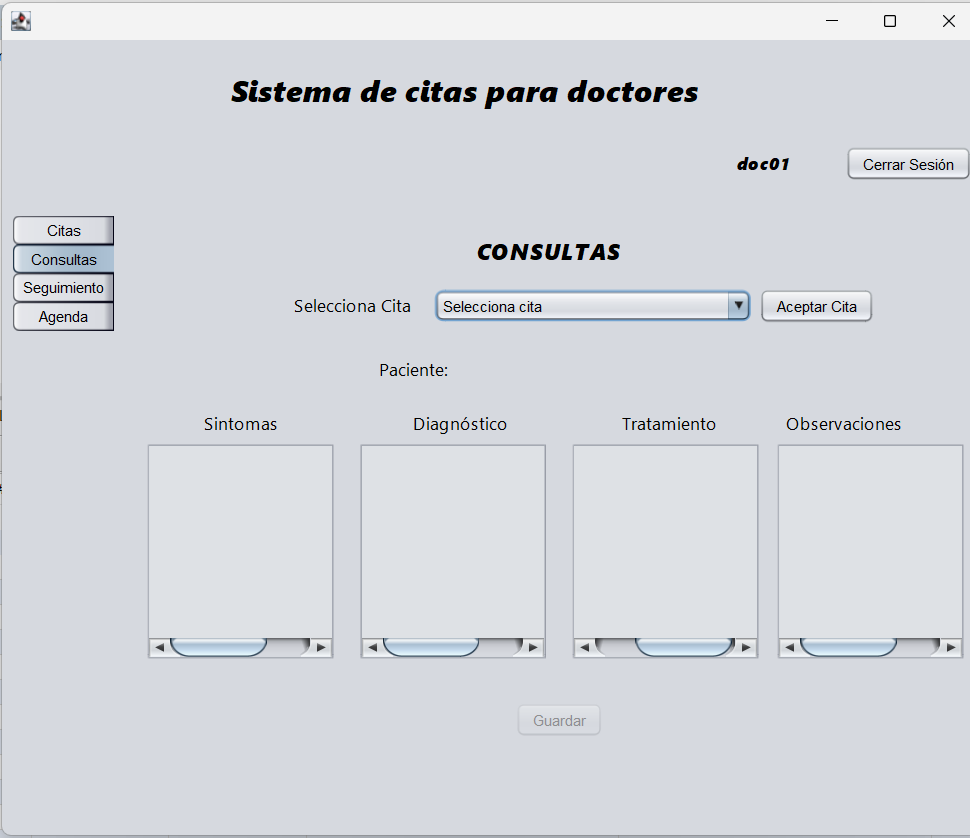 Sistema de citas para doctores
doc01
Cerrar Sesión
Citas
Consultas
Seguimiento
Agenda
CONSULTAS
Selecciona Cita
Selecciona cita
Aceptar Cita
Paciente:
Sintomas
Diagnóstico
Tratamiento
Observaciones
Guardar